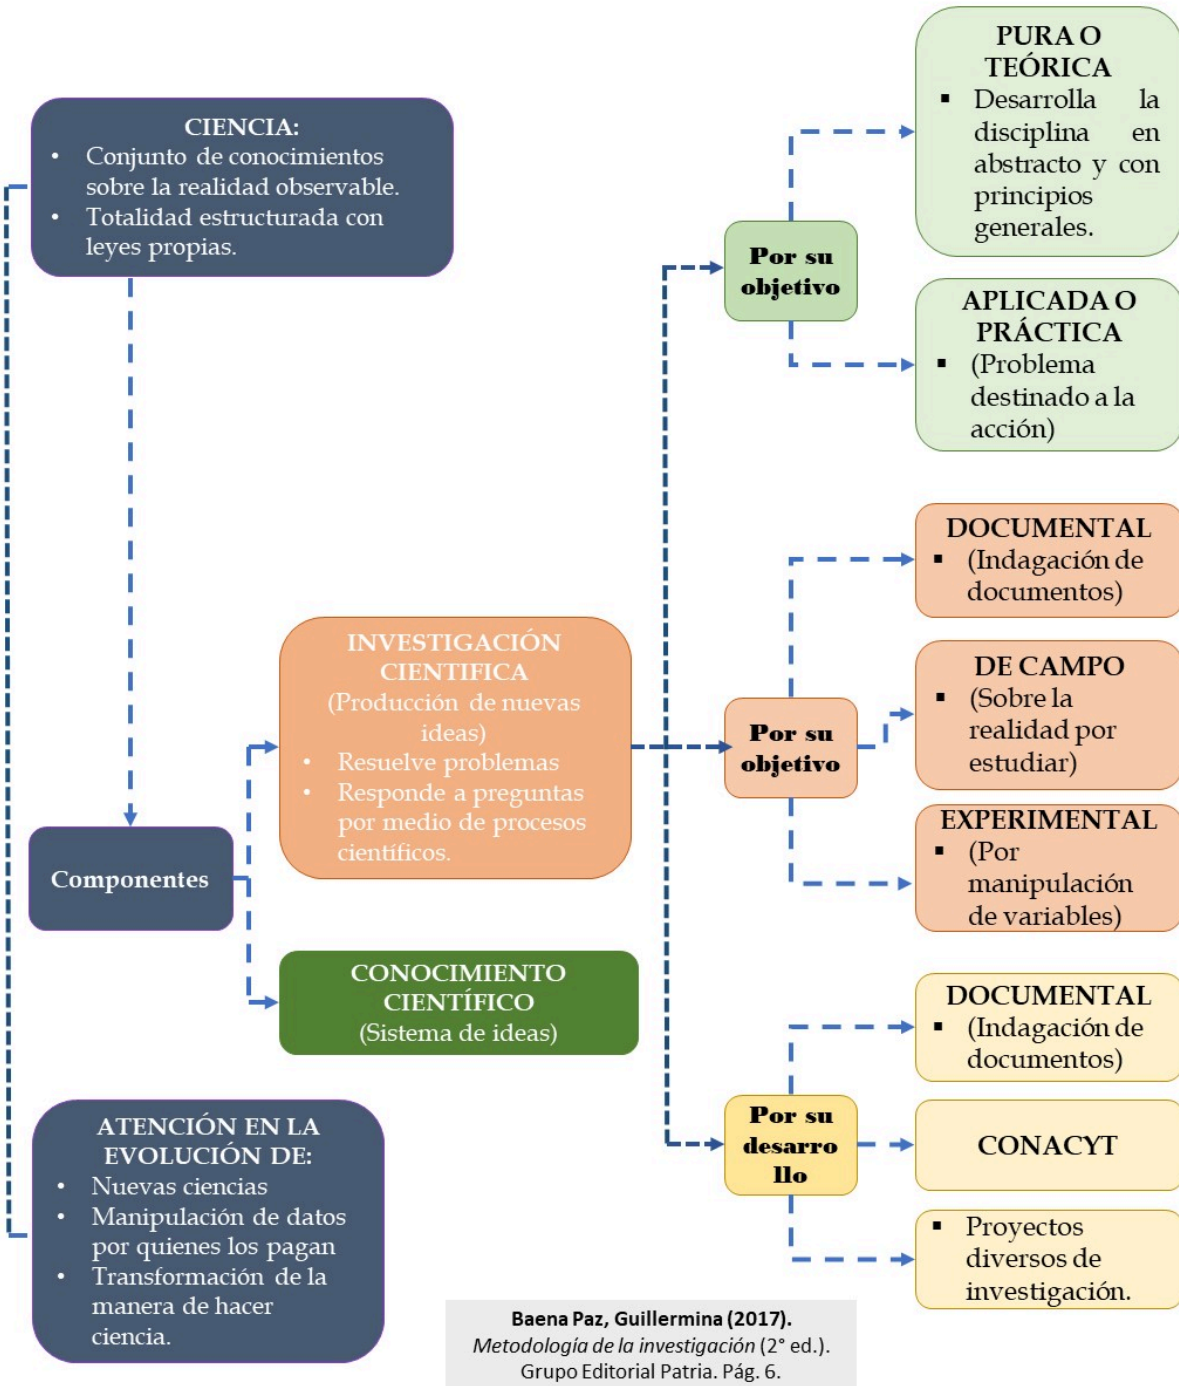 CIENCIA:
• Conjunto de conocimientos
sobre la realidad observable.
• Totalidad estructurada con
leyes propias.
Componentes
ATENCIÓN EN LA
EVOLUCIÓN DE:
• Nuevas ciencias
• Manipulación de datos
por quienes los pagan
• Transformación de la
manera de hacer
ciencia.
INVESTIGACIÓN
CIENTIFICA
(Producción de nuevas
ideas)
• Resuelve problemas
• Responde a preguntas
por medio de procesos
científicos.
CONOCIMIENTO
CIENTÍFICO
(Sistema de ideas)
Por su
objetivo
PURA O
TEÓRICA
▪ Desarrolla la
disciplina en
abstracto y con
principios
generales.
APLICADA O
PRÁCTICA
▪ (Problema
destinado a la
acción)
Por su
objetivo
DOCUMENTAL
▪ (Indagación de
documentos)
DE CAMPO
▪ (Sobre la
realidad por
estudiar)
EXPERIMENTAL
▪ (Por
manipulación
de variables)
Por su
desarro
llo
DOCUMENTAL
▪ (Indagación de
documentos)
CONACYT
▪ Proyectos
diversos de
investigación.
Baena Paz, Guillermina (2017).
Metodología de la investigación (2° ed.).
Grupo Editorial Patria. Pág. 6.